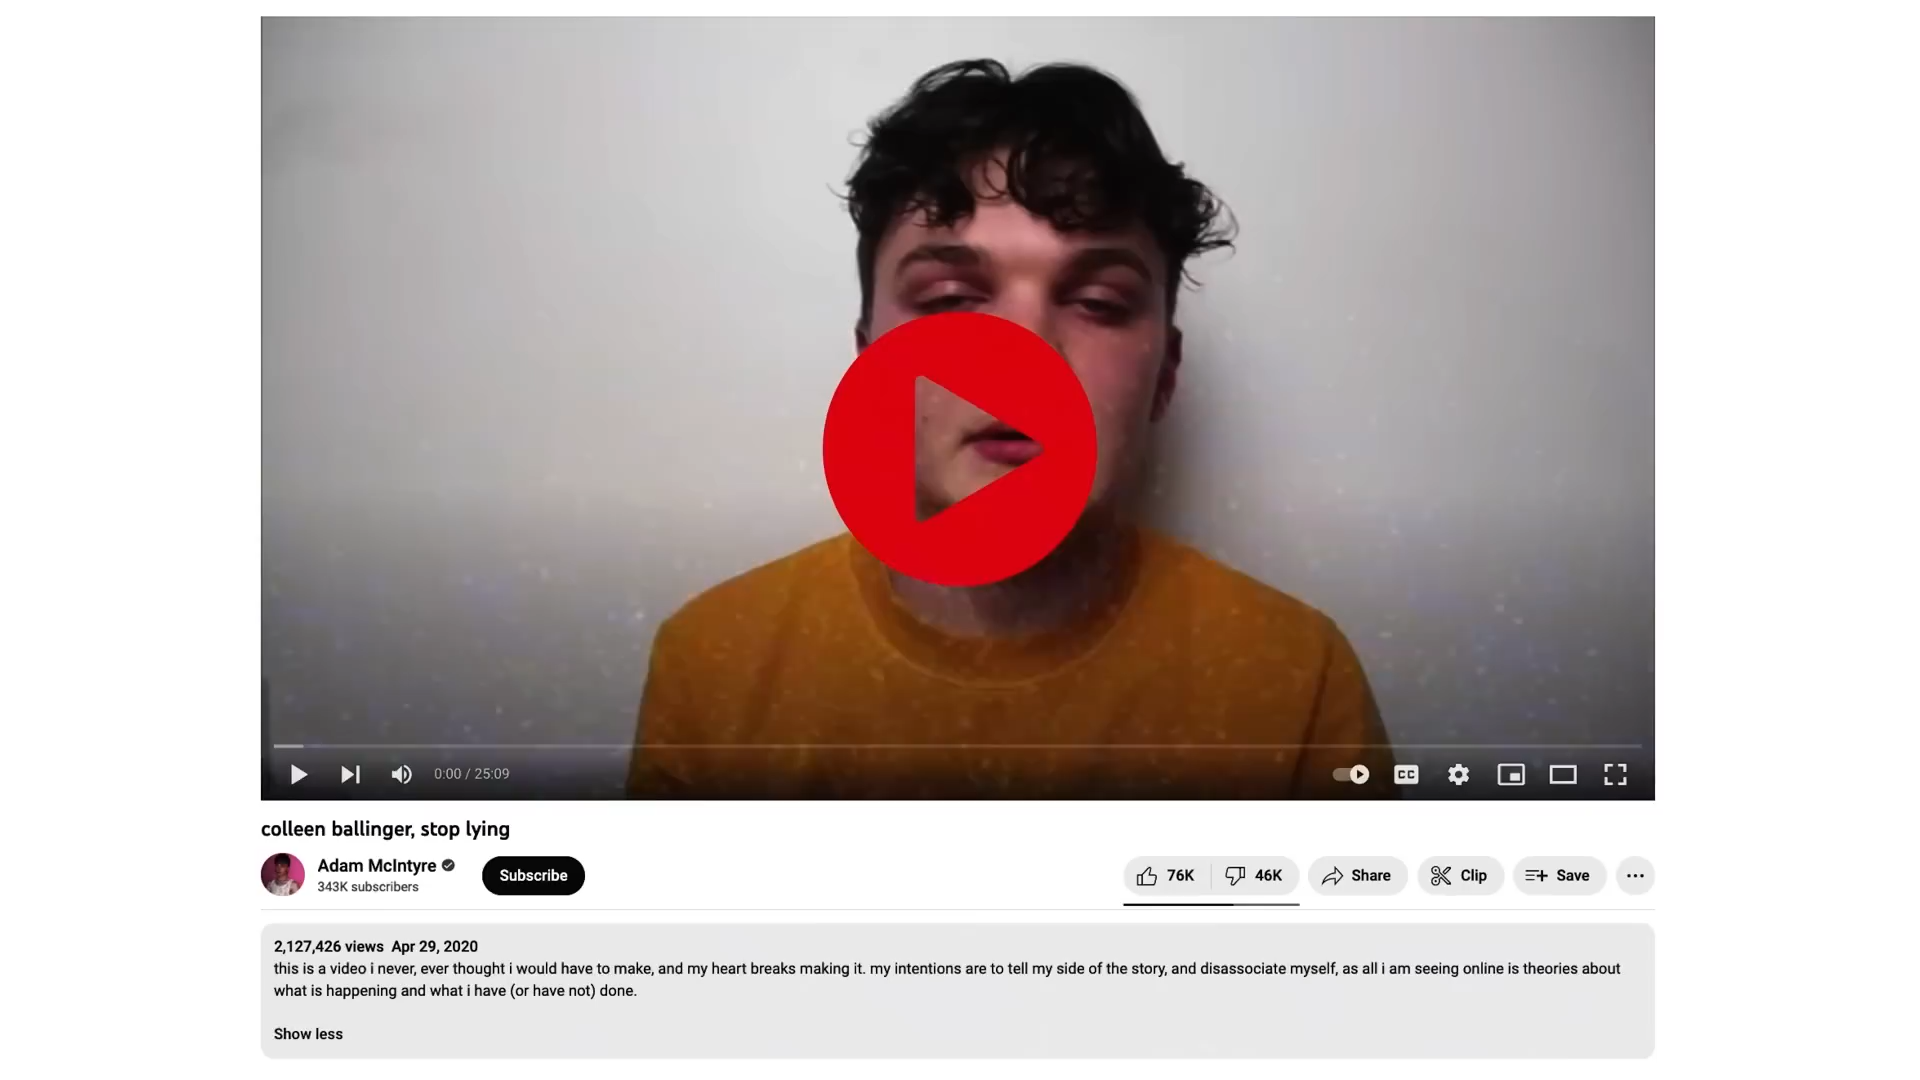 0:00 / 25:09
CC
colleen ballinger, stop lying
Adam McIntyre
343K subscribers
Subscribe
76K
46K
Share
Clip
Save
2,127,426 views Apr 29, 2020
this is a video i never, ever thought i would have to make, and my heart breaks making it. my intentions are to tell my side of the story, and disassociate myself, as all i am seeing online is theories about
what is happening and what i have (or have not) done.
Show less